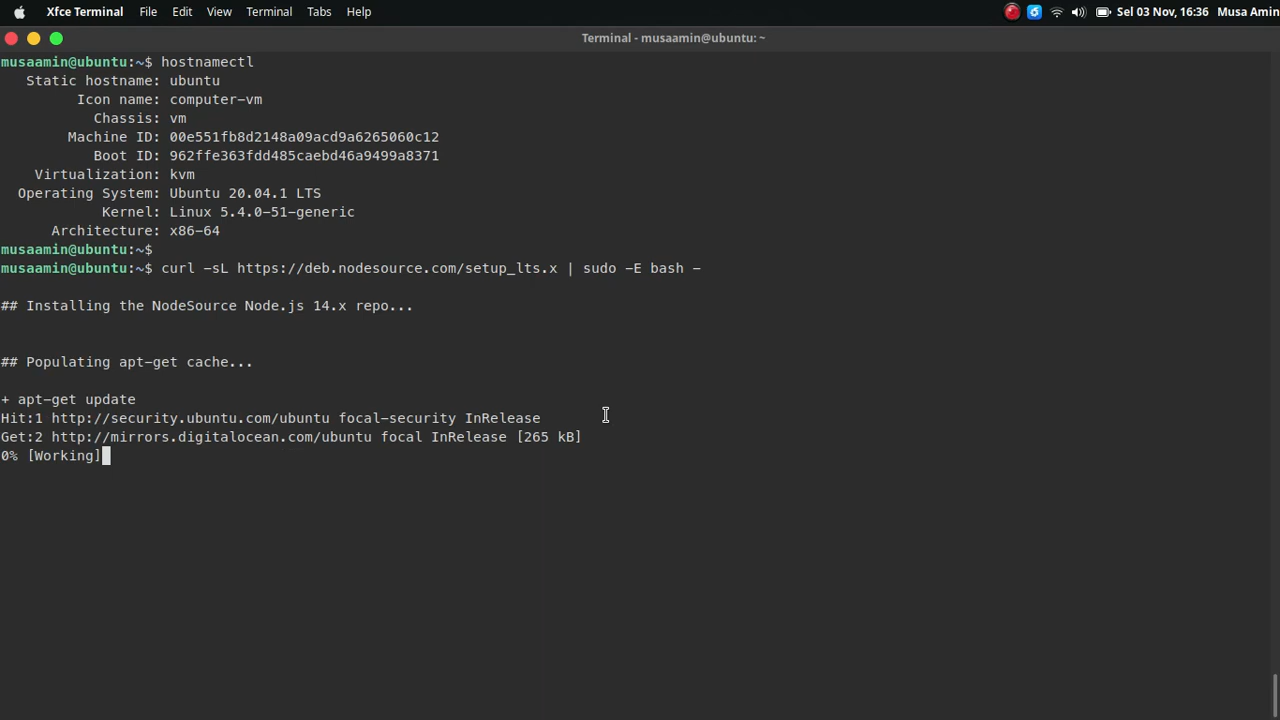 Xfce Terminal File Edit View Terminal Tabs Help Sel 03 Nov, 16:36 Musa Amin
Terminal - musaamin@ubuntu: ~
musaamin@ubuntu:~$ hostnamectl
Static hostname: ubuntu
Icon name: computer-vm
Chassis: vm
Machine ID: 00e551fb8d2148a09acd9a6265060c12
Boot ID: 962ffe363fdd485caebd46a9499a8371
Virtualization: kvm
Operating System: Ubuntu 20.04.1 LTS
Kernel: Linux 5.4.0-51-generic
Architecture: x86-64
musaamin@ubuntu:~$
musaamin@ubuntu:~$ curl -sL https://deb.nodesource.com/setup_lts.x | sudo -E bash -
## Installing the NodeSource Node.js 14.x repo...
## Populating apt-get cache...
+ apt-get update
Hit:1 http://security.ubuntu.com/ubuntu focal-security InRelease
Get:2 http://mirrors.digitalocean.com/ubuntu focal InRelease [265 kB]
0% [Working]